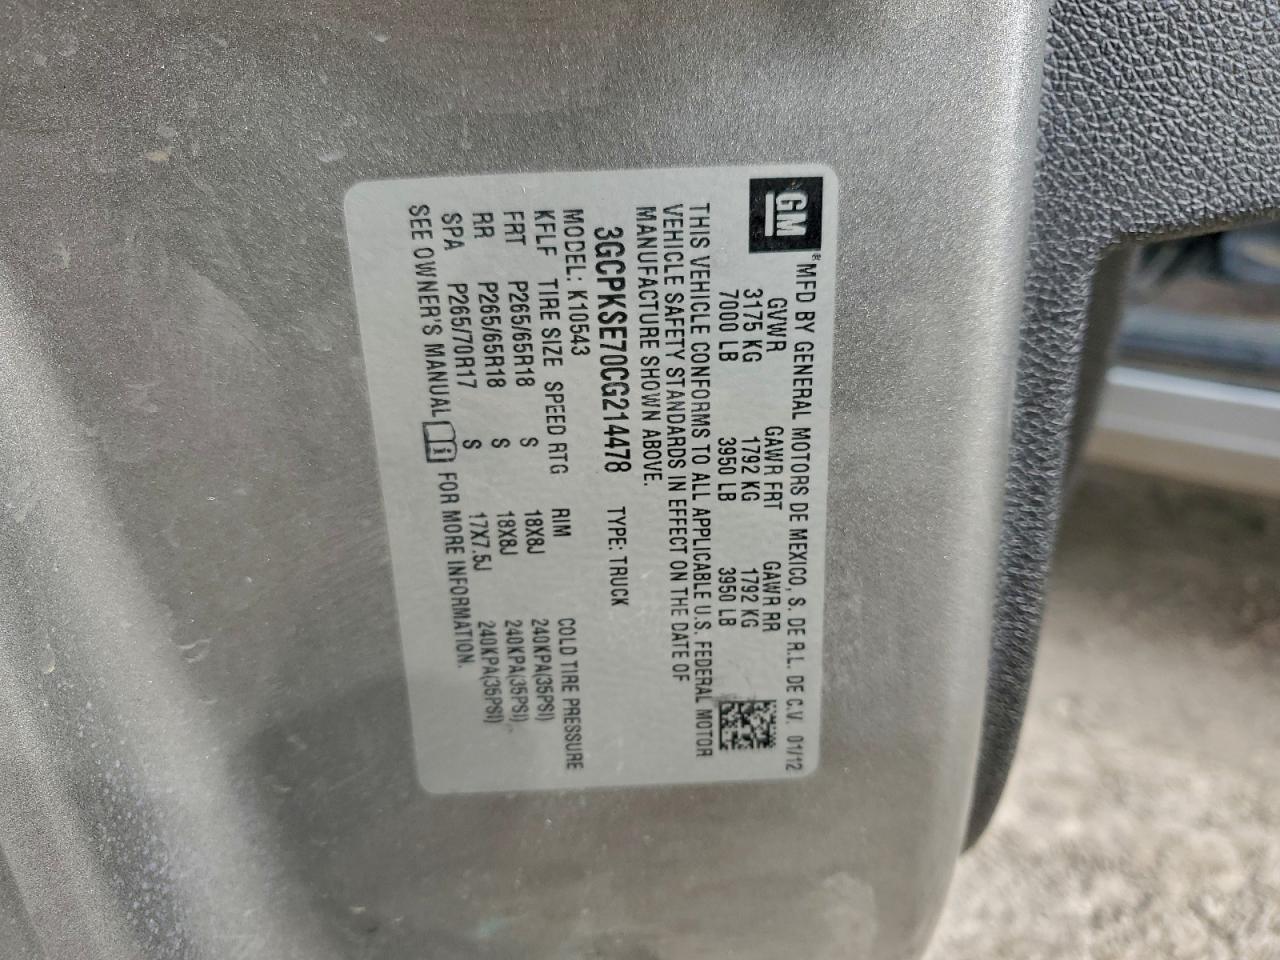 GM
® MFD BY GENERAL MOTORS DE MEXICO, S. DE R.L. DE C.V. 01/12
GVWR GAWR FRT GAWR RR
3175 KG 1792 KG 1792 KG
7000 LB 3950 LB 3950 LB
THIS VEHICLE CONFORMS TO ALL APPLICABLE U.S. FEDERAL MOTOR
VEHICLE SAFETY STANDARDS IN EFFECT ON THE DATE OF
MANUFACTURE SHOWN ABOVE.
3GCPKSE70CG214478 TYPE: TRUCK
MODEL: K10543
KFLF TIRE SIZE SPEED RTG RIM COLD TIRE PRESSURE
FRT P265/65R18 S 18X8J 240KPA(35PSI)
RR P265/65R18 S 18X8J 240KPA(35PSI)
SPA P265/70R17 S 17X7.5J 240KPA(35PSI)
SEE OWNER'S MANUAL FOR MORE INFORMATION.